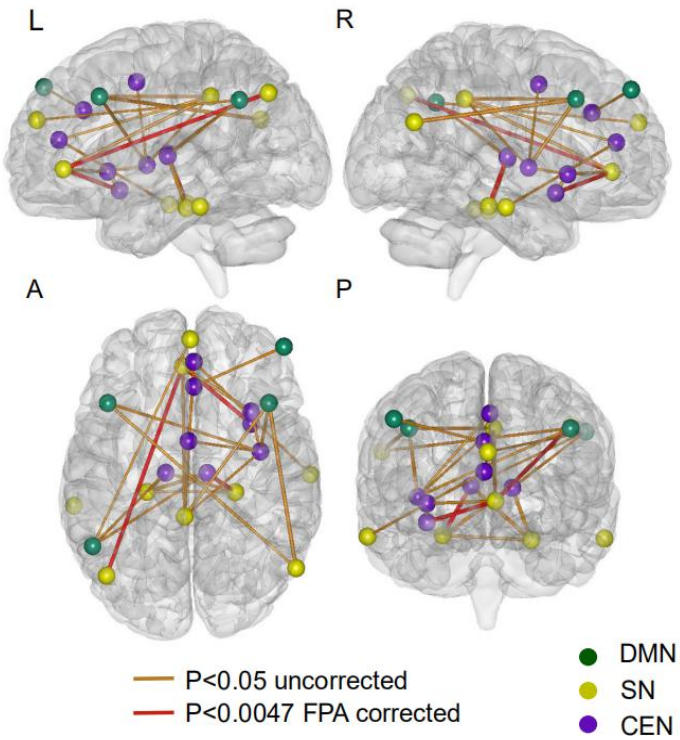 L
R
A
P
P<0.05 uncorrected
P<0.0047 FPA corrected
DMN
SN
CEN